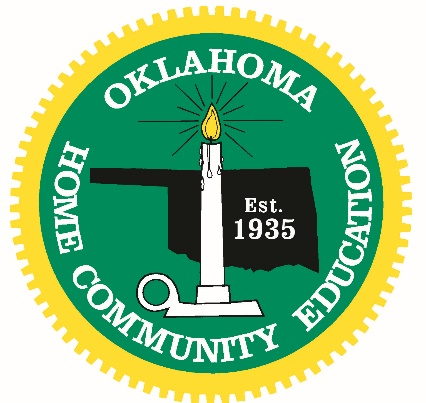 OKLAHOMA
HOME COMMUNITY EDUCATION
Est.
1935